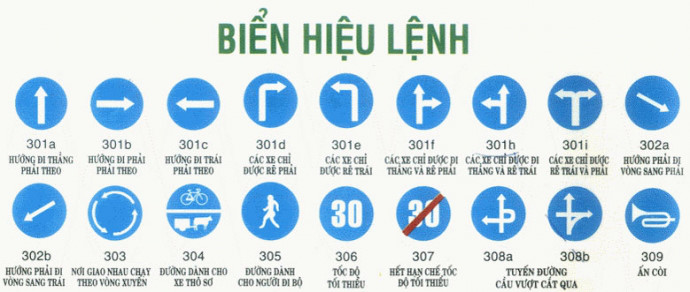 BIỂN HIỆU LỆNH
301a 301b 301c 301d 301e 301f 301h 301i 302a
HƯỚNG ĐI THẲNG PHẢI THEO
HƯỚNG ĐI PHẢI PHẢI THEO
HƯỚNG ĐI TRÁI PHẢI THEO
CÁC XE CHỈ ĐƯỢC RẼ PHẢI
CÁC XE CHỈ ĐƯỢC RẼ TRÁI
CÁC XE CHỈ ĐƯỢC ĐI THẲNG VÀ RẼ PHẢI
CÁC XE CHỈ ĐƯỢC ĐI THẲNG VÀ RẼ TRÁI
CÁC XE CHỈ ĐƯỢC RẼ TRÁI VÀ PHẢI
HƯỚNG PHẢI ĐI VÒNG SANG PHẢI
30 30
302b 303 304 305 306 307 308a 308b 309
HƯỚNG PHẢI ĐI VÒNG SANG TRÁI
NƠI GIAO NHAU CHẠY THEO VÒNG XUYẾN
ĐƯỜNG DÀNH CHO XE THÔ SƠ
ĐƯỜNG DÀNH CHO NGƯỜI ĐI BỘ
TỐC ĐỘ TỐI THIỂU
HẾT HẠN CHẾ TỐC ĐỘ TỐI THIỂU
TUYẾN ĐƯỜNG CẦU VƯỢT CẮT QUA
ẤN CÒI